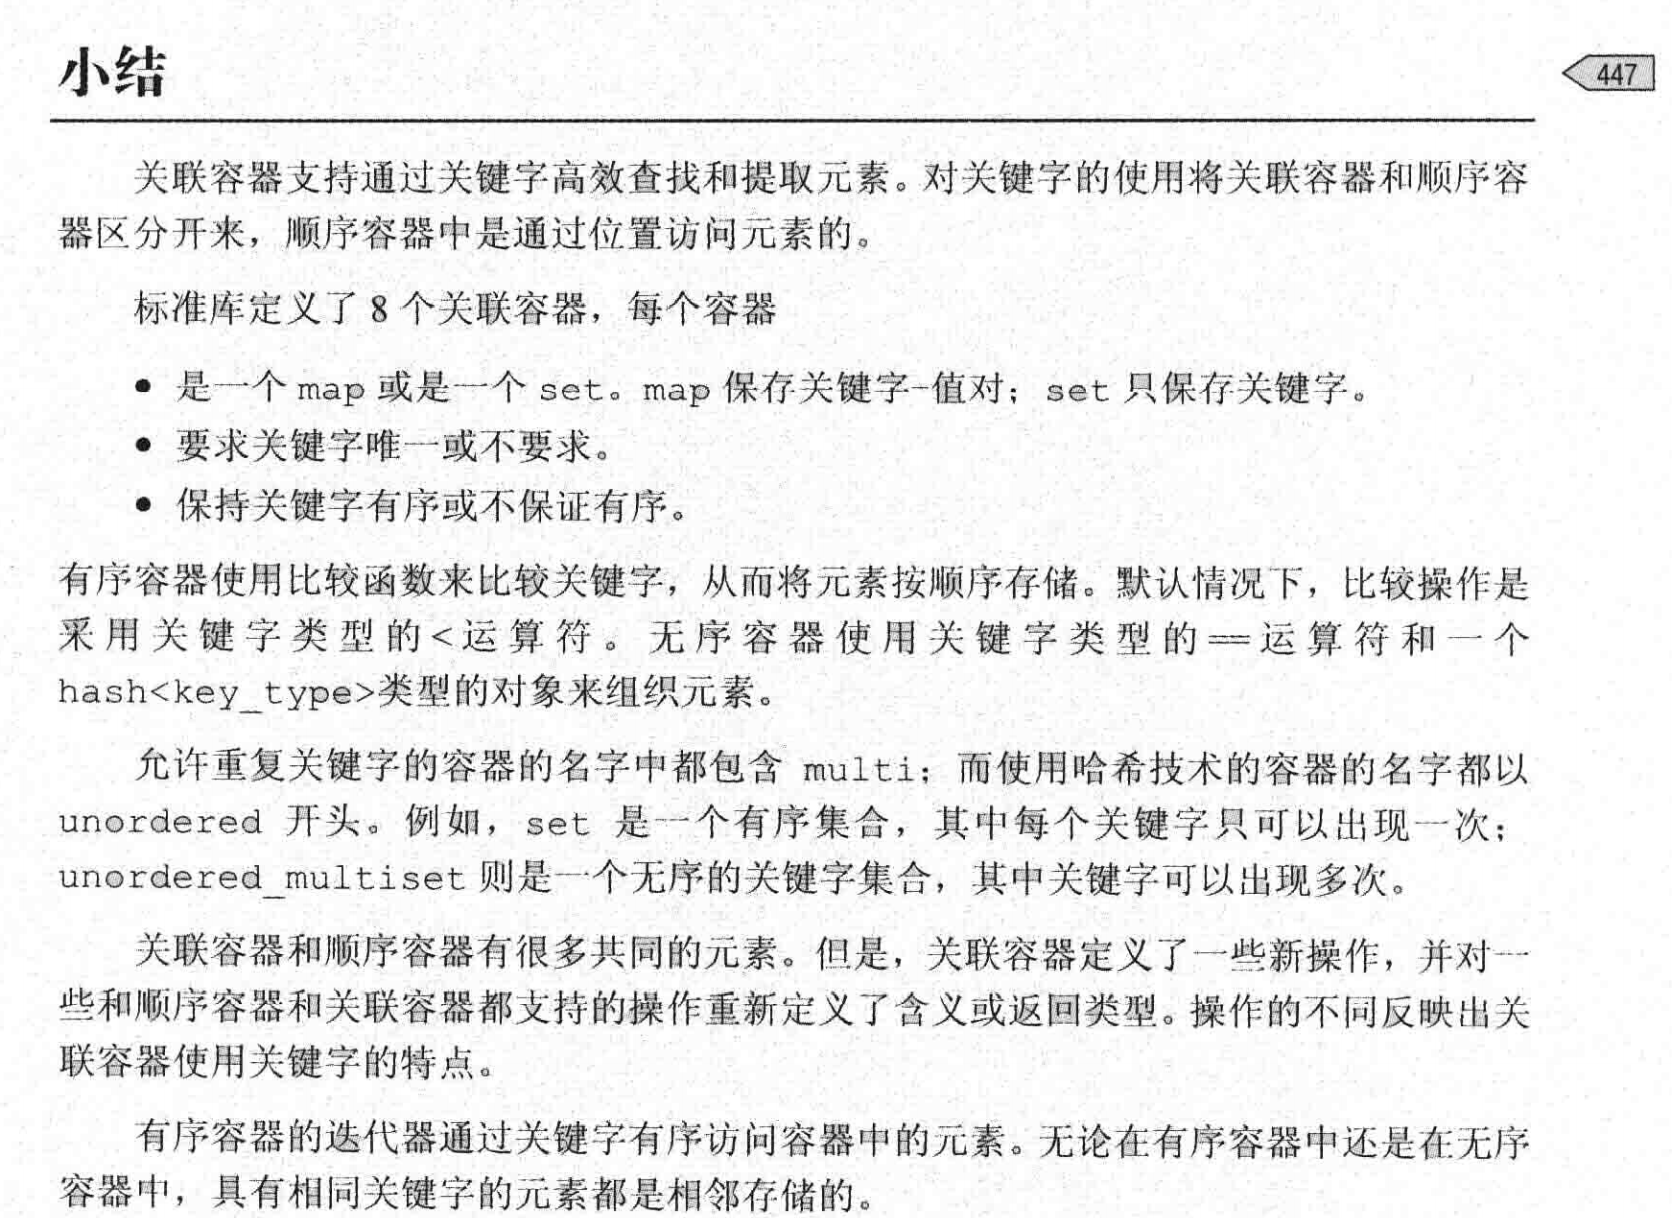 小结
447
关联容器支持通过关键字高效查找和提取元素。对关键字的使用将关联容器和顺序容
器区分开来，顺序容器中是通过位置访问元素的。
标准库定义了 8 个关联容器，每个容器
● 是一个 map 或是一个 set。map 保存关键字-值对；set 只保存关键字。
● 要求关键字唯一或不要求。
● 保持关键字有序或不保证有序。
有序容器使用比较函数来比较关键字，从而将元素按顺序存储。默认情况下，比较操作是
采用关键字类型的<运算符。无序容器使用关键字类型的==运算符和一个
hash<key_type>类型的对象来组织元素。
允许重复关键字的容器的名字中都包含 multi；而使用哈希技术的容器的名字都以
unordered 开头。例如，set 是一个有序集合，其中每个关键字只可以出现一次；
unordered_multiset 则是一个无序的关键字集合，其中关键字可以出现多次。
关联容器和顺序容器有很多共同的元素。但是，关联容器定义了一些新操作，并对一
些和顺序容器和关联容器都支持的操作重新定义了含义或返回类型。操作的不同反映出关
联容器使用关键字的特点。
有序容器的迭代器通过关键字有序访问容器中的元素。无论在有序容器中还是在无序
容器中，具有相同关键字的元素都是相邻存储的。